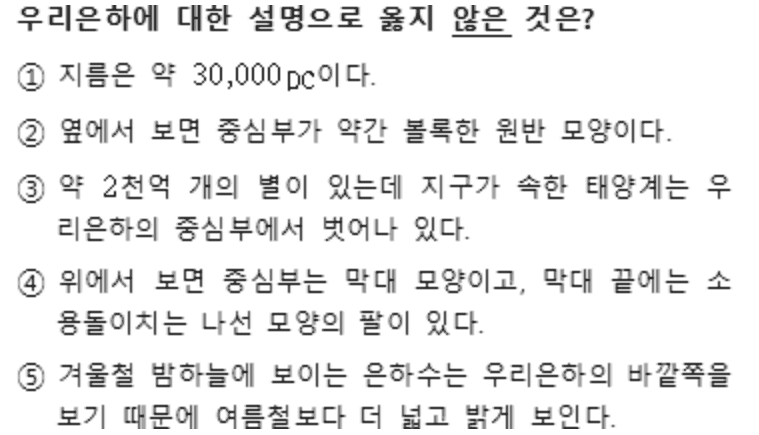 우리은하에 대한 설명으로 옳지 않은 것은?
① 지름은 약 30,000pc이다.
② 옆에서 보면 중심부가 약간 볼록한 원반 모양이다.
③ 약 2천억 개의 별이 있는데 지구가 속한 태양계는 우
리은하의 중심부에서 벗어나 있다.
④ 위에서 보면 중심부는 막대 모양이고, 막대 끝에는 소
용돌이치는 나선 모양의 팔이 있다.
⑤ 겨울철 밤하늘에 보이는 은하수는 우리은하의 바깥쪽을
보기 때문에 여름철보다 더 넓고 밝게 보인다.